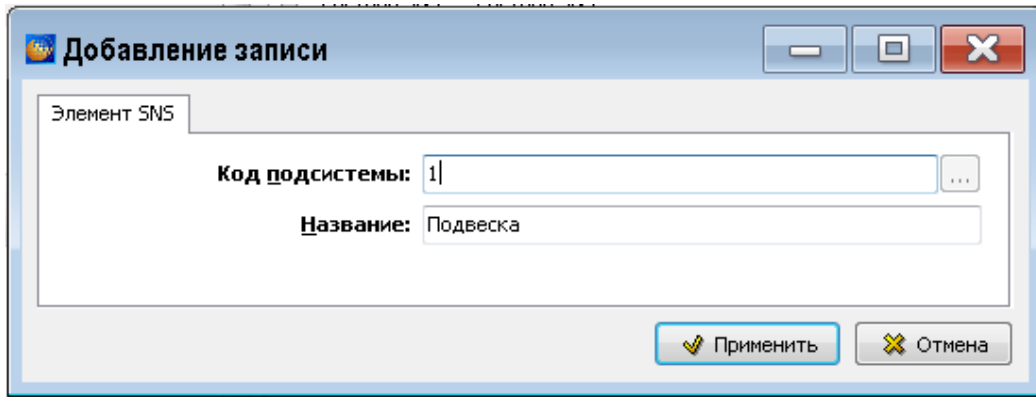 Добавление записи
Элемент SNS
Код подсистемы: 1
...
Название: Подвеска
Применить
Отмена